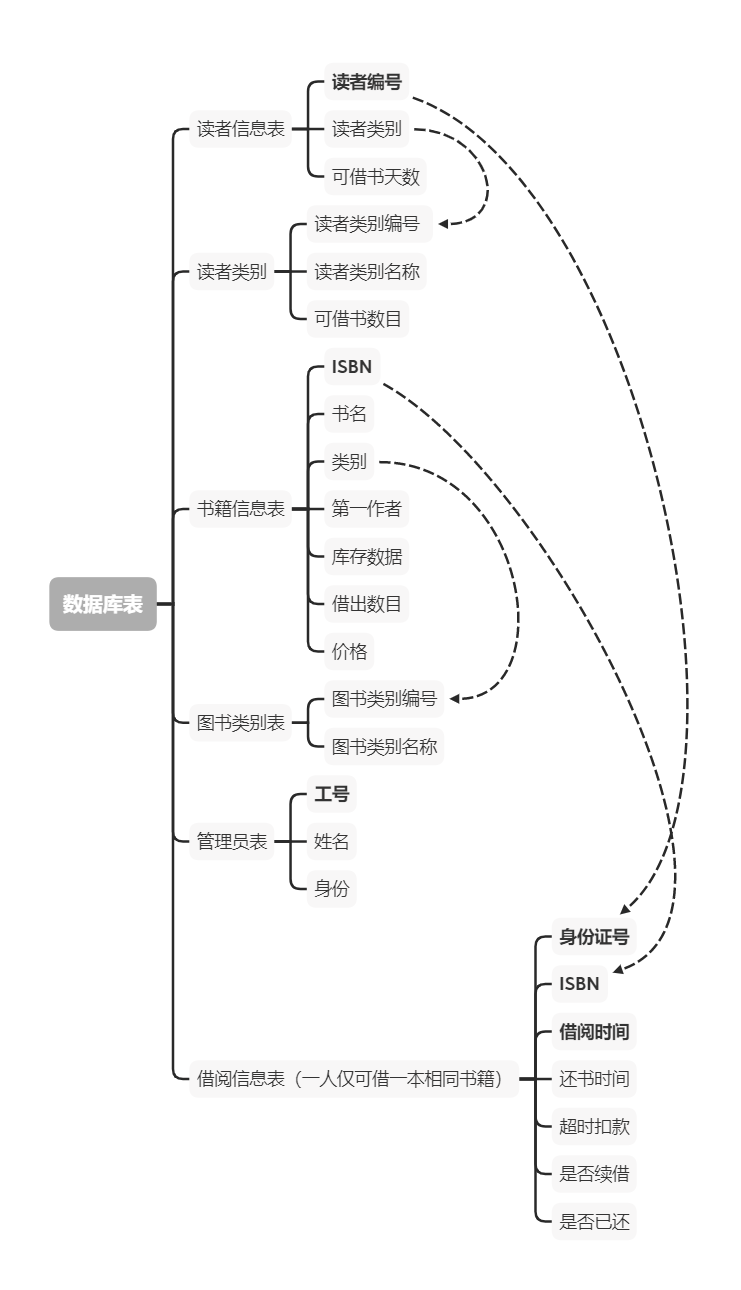 数据库表
读者信息表
读者编号
读者类别
可借书天数
读者类别
读者类别编号
读者类别名称
可借书数目
书籍信息表
ISBN
书名
类别
第一作者
库存数据
借出数目
价格
图书类别表
图书类别编号
图书类别名称
管理员表
工号
姓名
身份
借阅信息表（一人仅可借一本相同书籍）
身份证号
ISBN
借阅时间
还书时间
超时扣款
是否续借
是否已还